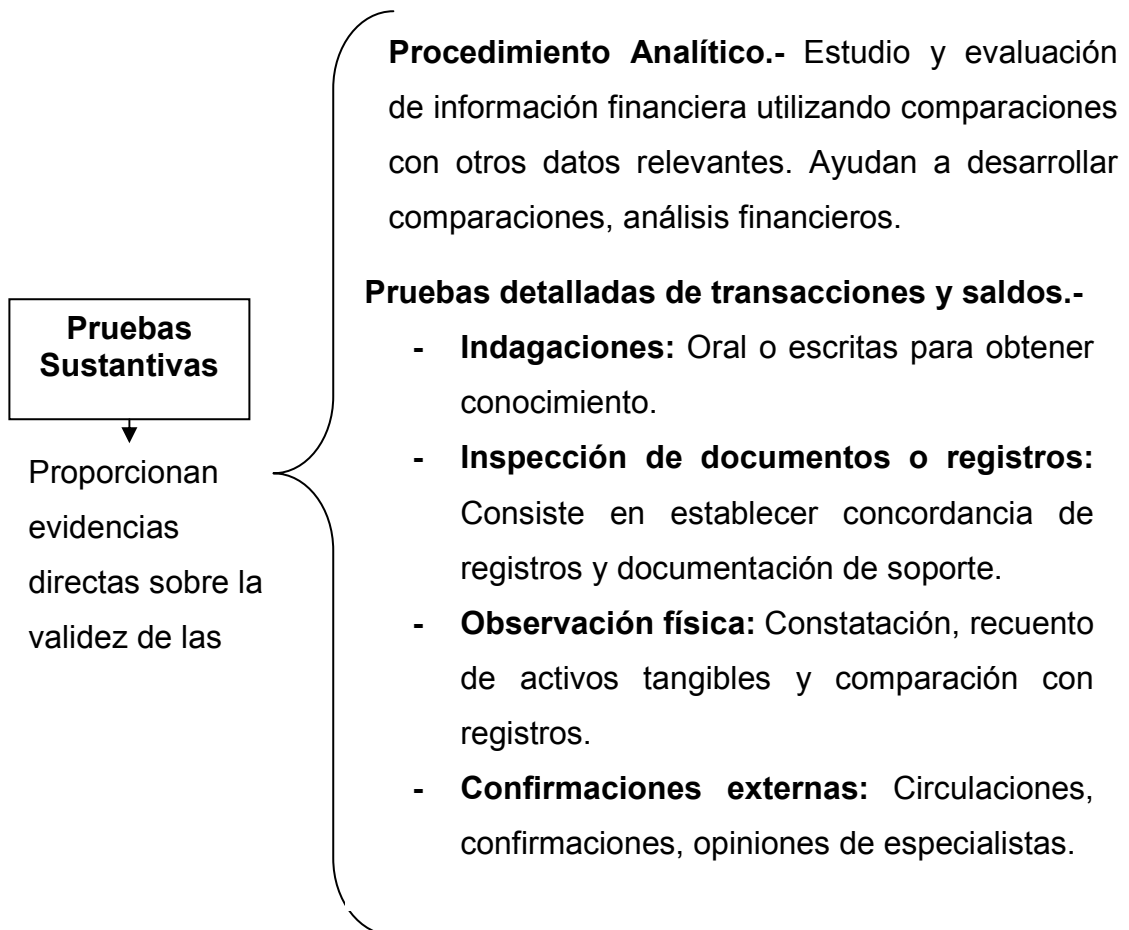 Pruebas
Sustantivas
Proporcionan
evidencias
directas sobre la
validez de las
Procedimiento Analítico.- Estudio y evaluación
de información financiera utilizando comparaciones
con otros datos relevantes. Ayudan a desarrollar
comparaciones, análisis financieros.
Pruebas detalladas de transacciones y saldos.-
- Indagaciones: Oral o escritas para obtener
conocimiento.
- Inspección de documentos o registros:
Consiste en establecer concordancia de
registros y documentación de soporte.
- Observación física: Constatación, recuento
de activos tangibles y comparación con
registros.
- Confirmaciones externas: Circulaciones,
confirmaciones, opiniones de especialistas.